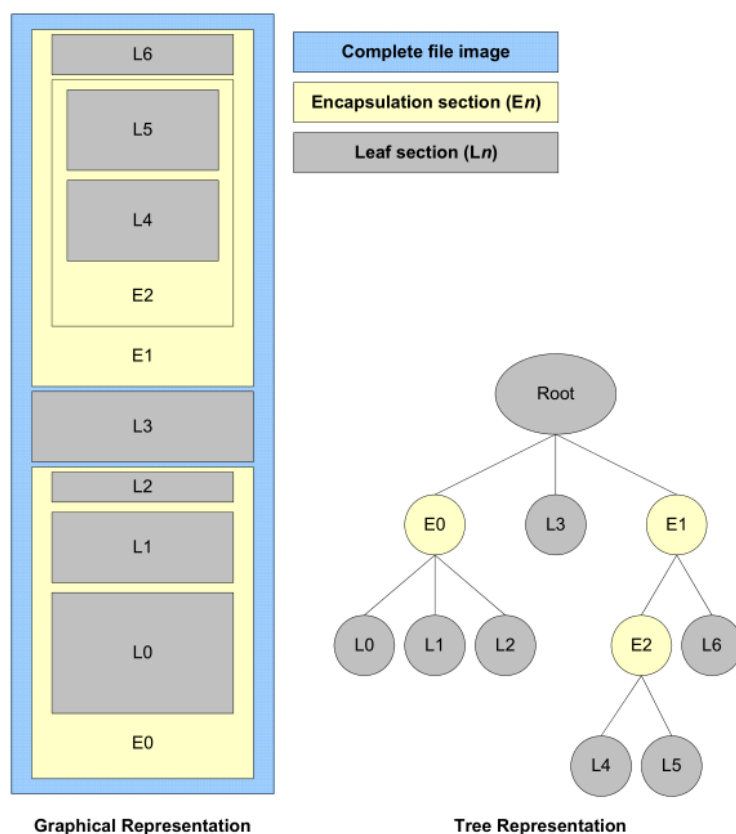 L6
L5
L4
E2
E1
L3
L2
L1
L0
E0
Complete file image
Encapsulation section (En)
Leaf section (Ln)
Root
E0 L3 E1
L0 L1 L2 E2 L6
L4 L5
Graphical Representation
Tree Representation